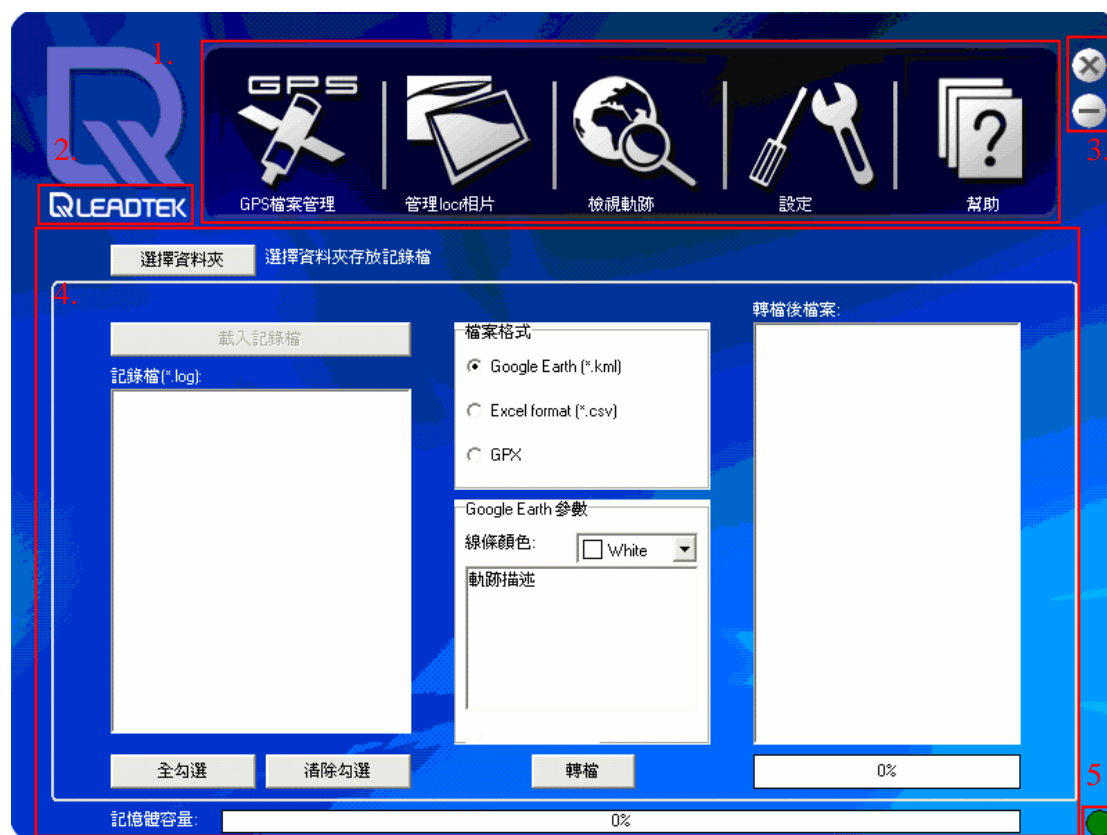 1.
GPS
2.
3.
LEADTEK
GPS檔案管理
管理locr相片
檢視軌跡
設定
幫助
選擇資料夾
選擇資料夾存放記錄檔
4.
載入記錄檔
記錄檔(*.log):
檔案格式
Google Earth (*.kml)
Excel format (*.csv)
GPX
Google Earth 參數
線條顏色:
White
軌跡描述
轉檔後檔案:
全勾選
清除勾選
轉檔
0%
5
記憶體容量:
0%